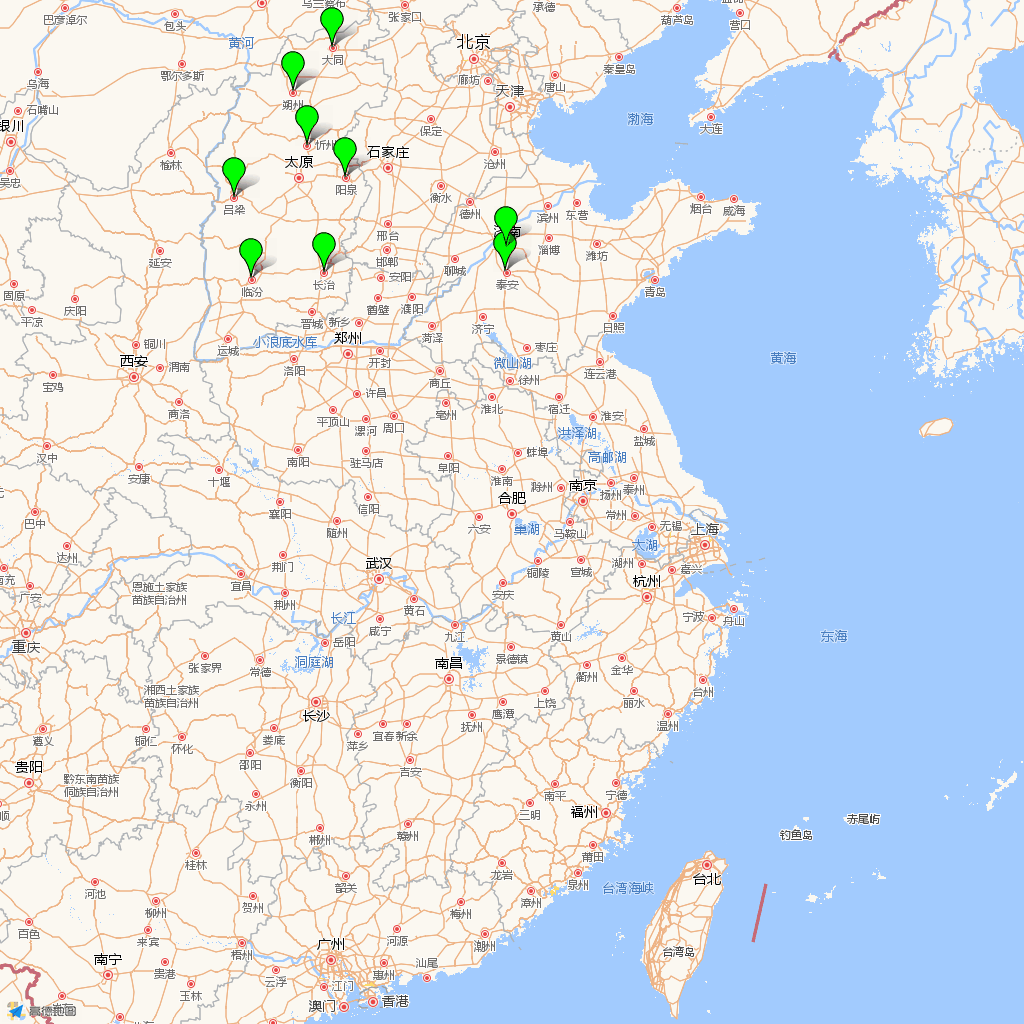 巴彦淖尔
包头
乌兰察布
张家口
承德
葫芦岛
营口
黄河
大同
北京
秦皇岛
乌海
鄂尔多斯
廊坊
唐山
石嘴山
朔州
天津
银川
忻州
保定
渤海
大连
吴忠
榆林
太原
石家庄
沧州
阳泉
吕梁
衡水
德州
滨州
东营
烟台
威海
延安
邢台
淄博
潍坊
邯郸
聊城
临汾
长治
安阳
泰安
青岛
固原
庆阳
鹤壁
濮阳
平凉
晋城
新乡
菏泽
济宁
日照
铜川
运城
小浪底水库
郑州
枣庄
黄海
西安
渭南
洛阳
开封
微山湖
连云港
宝鸡
商丘
徐州
商洛
许昌
亳州
淮北
宿迁
平顶山
漯河
周口
淮安
汉中
洪泽湖
盐城
南阳
驻马店
阜阳
蚌埠
高邮湖
安康
十堰
淮南
滁州
南京
扬州
泰州
巴中
襄阳
信阳
合肥
常州
随州
六安
巢湖
马鞍山
无锡
上海
达州
太湖
荆门
武汉
铜陵
宣城
湖州
嘉兴
南充
广安
恩施土家族
苗族自治州
宜昌
杭州
荆州
安庆
长江
黄石
咸宁
宁波
舟山
重庆
岳阳
九江
黄山
东海
张家界
常德
洞庭湖
南昌
景德镇
衢州
金华
湘西土家族
苗族自治州
上饶
丽水
台州
长沙
鹰潭
抚州
温州
遵义
铜仁
怀化
娄底
萍乡
宜春
新余
贵阳
邵阳
黔东南苗族
侗族自治州
衡阳
吉安
永州
南平
宁德
三明
福州
赤尾屿
钓鱼岛
郴州
赣州
桂林
莆田
龙岩
台北
河池
韶关
泉州
台湾海峡
贺州
漳州
柳州
梅州
百色
来宾
广州
河源
潮州
梧州
台湾岛
南宁
贵港
云浮
惠州
汕尾
玉林
江门
澳门
香港
高德地图